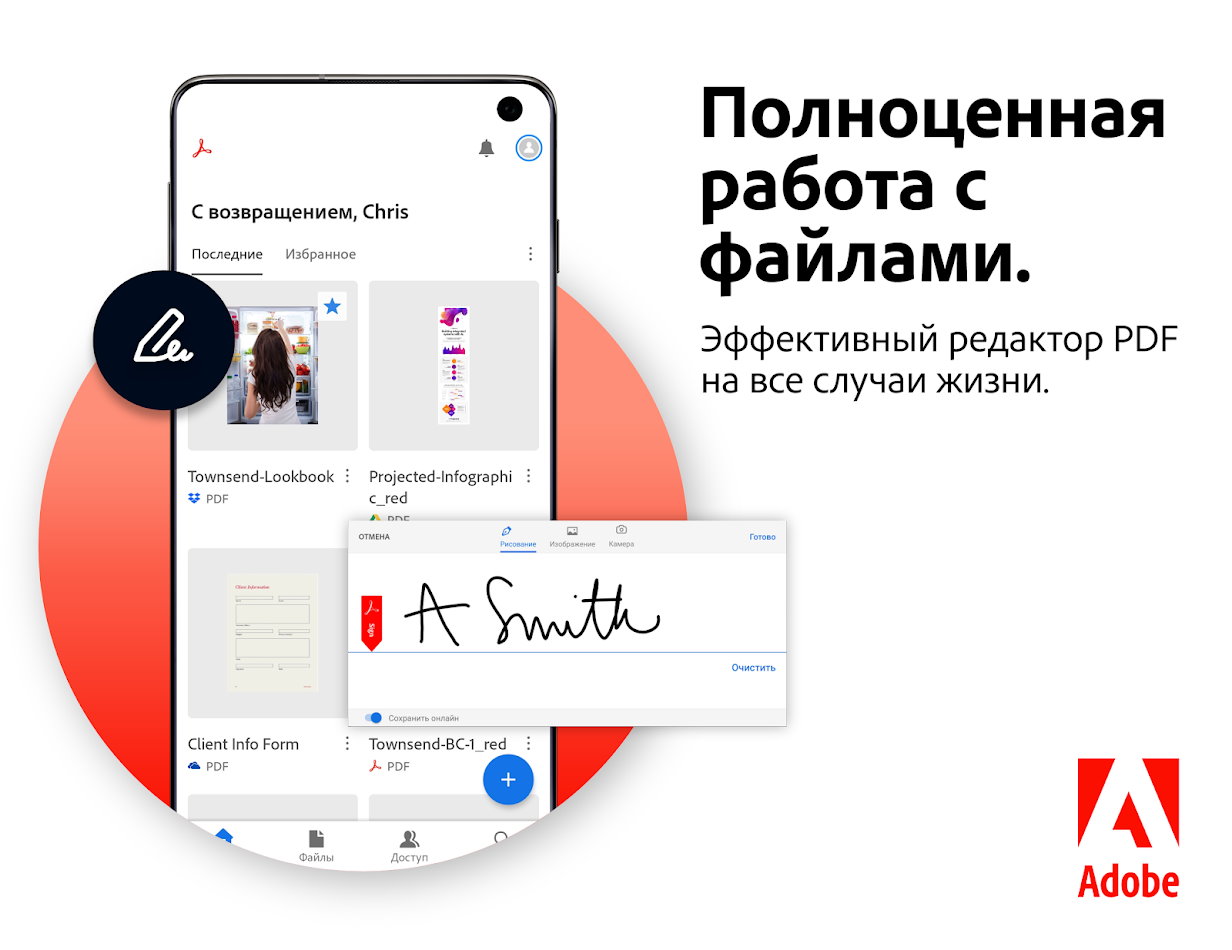 Полноценная
работа с
файлами.
Эффективный редактор PDF
на все случаи жизни.
С возвращением, Chris
Последние Избранное
Townsend-Lookbook
PDF
Projected-Infographi
c_red
PDF
ОТМЕНА
Рисование Изображение Камера
Готово
Sign
A Smith
Очистить
Сохранить онлайн
Client Information
Client Info Form
PDF
Townsend-BC-1_red
PDF
Файлы Доступ
Adobe